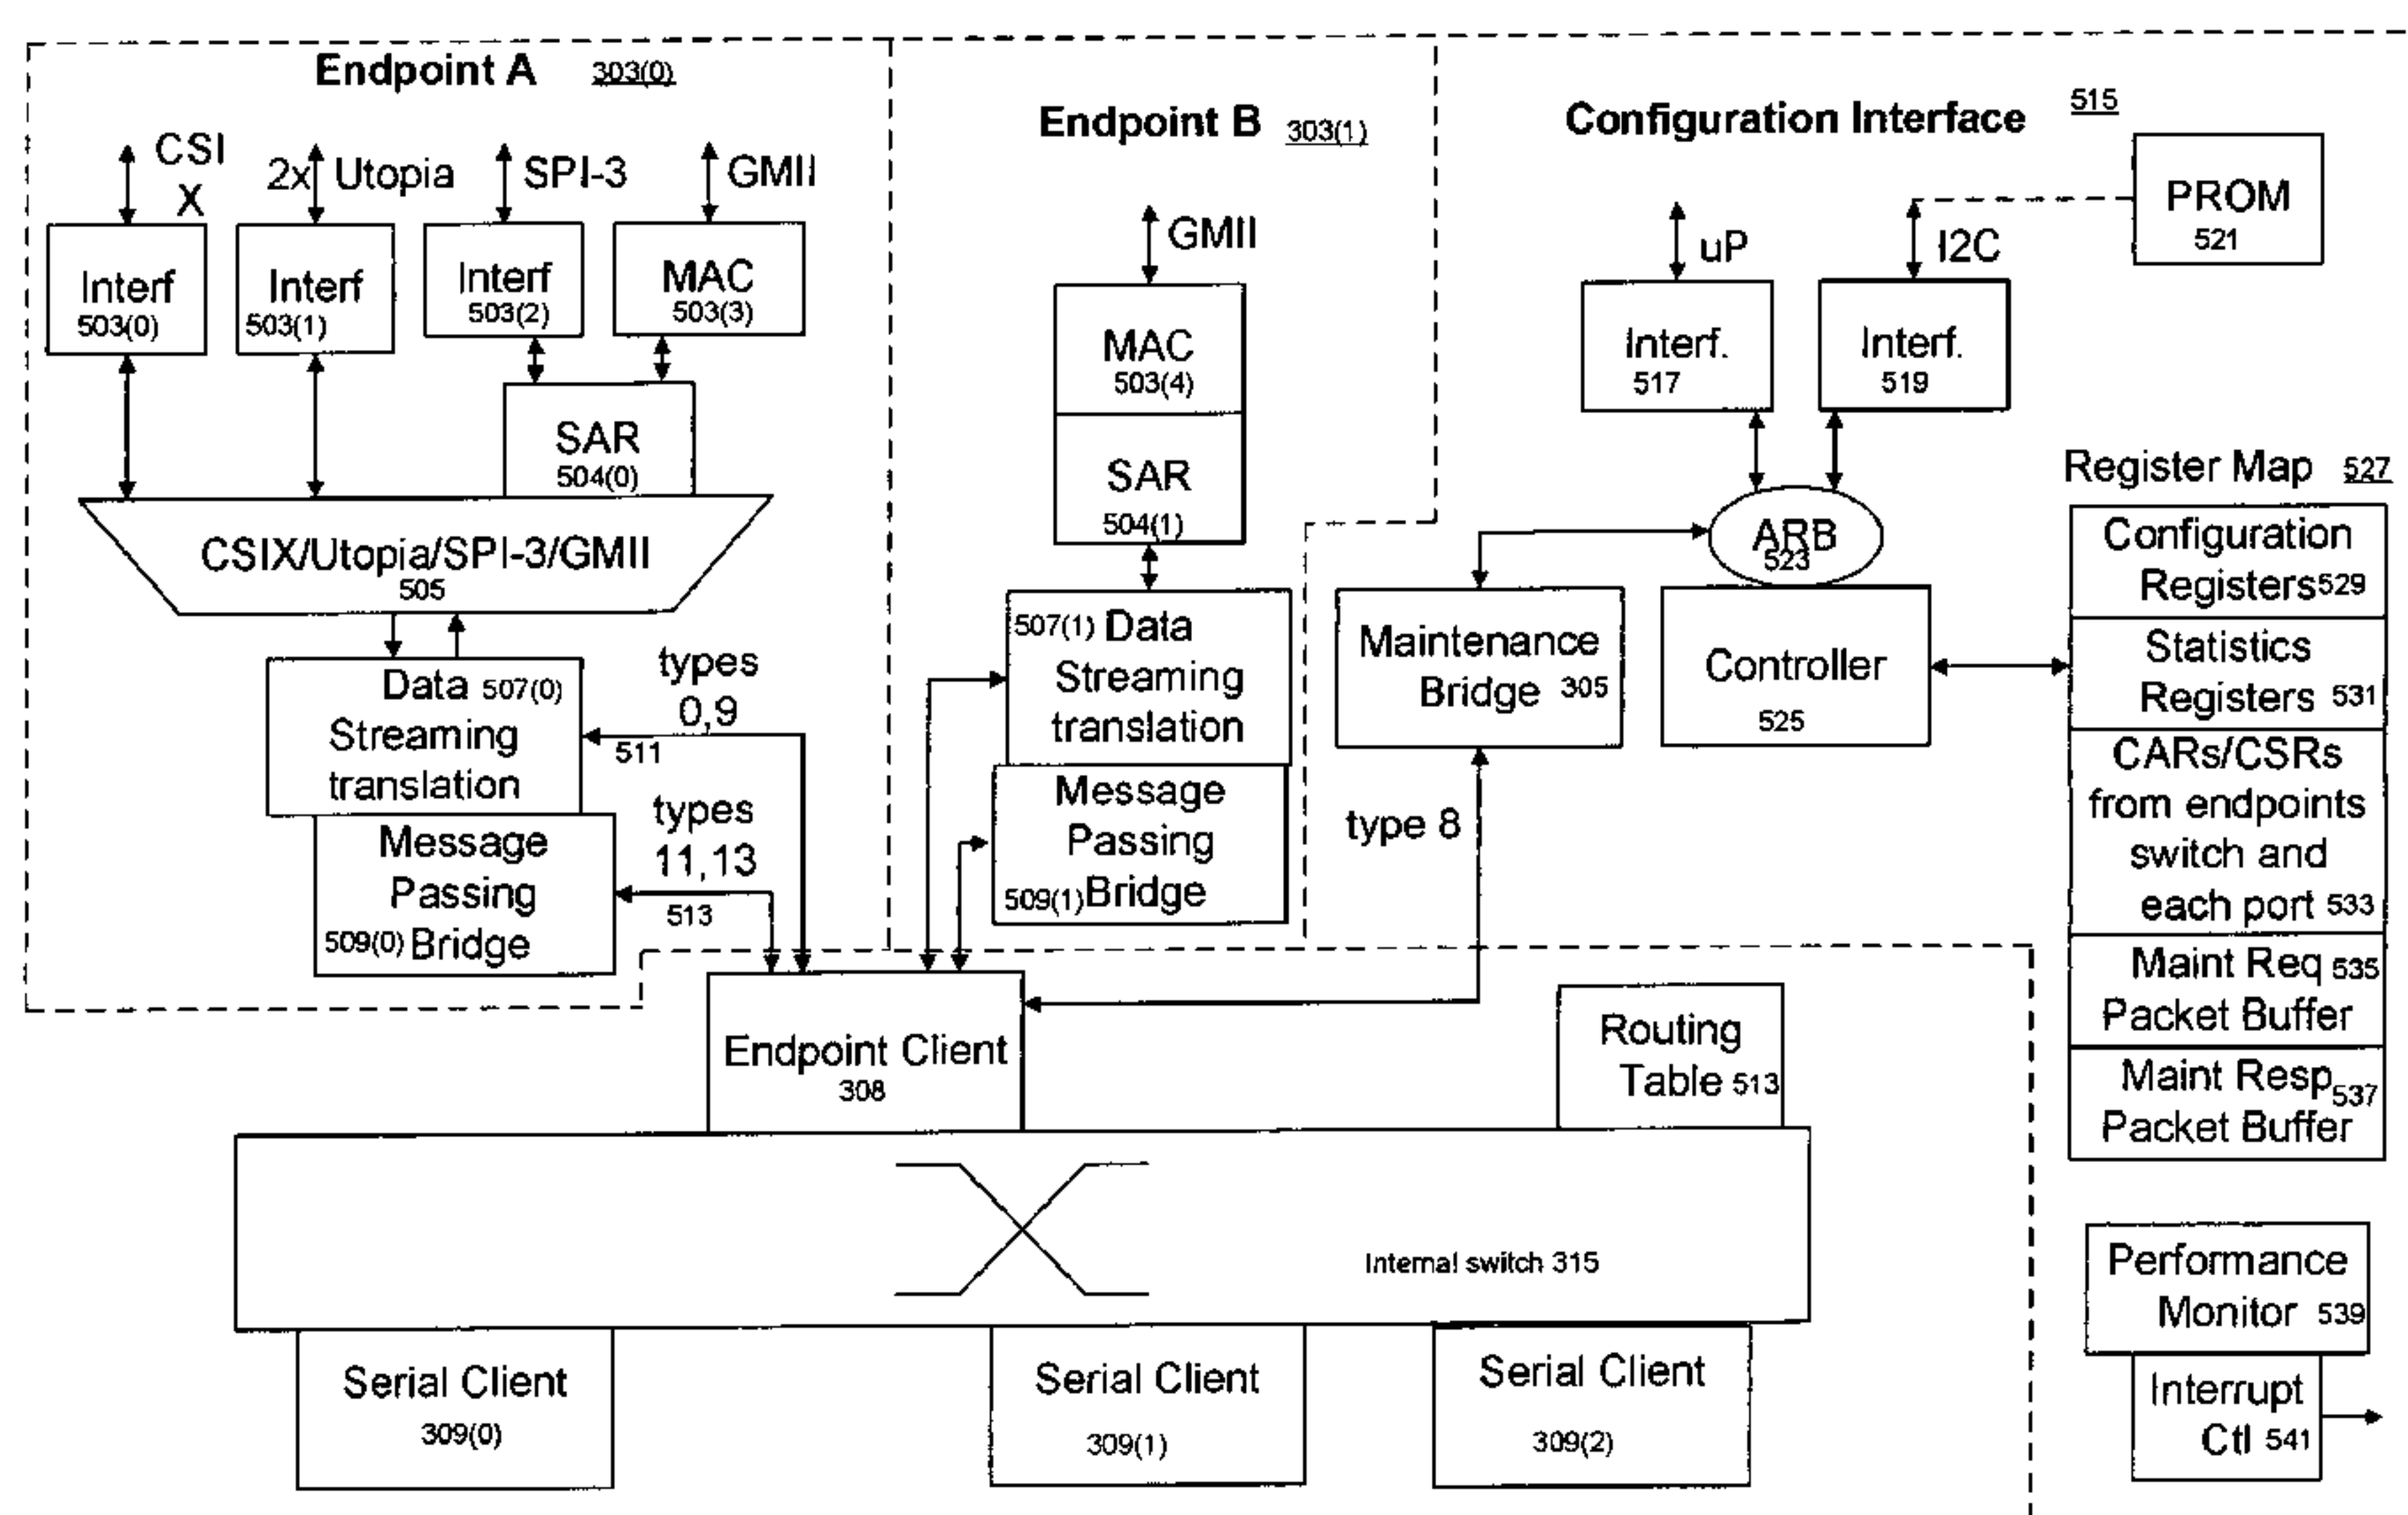 Endpoint A 303(0)
CSI
X
2x Utopia
SPI-3
GMII
Interf
503(0)
Interf
503(1)
Interf
503(2)
MAC
503(3)
SAR
504(0)
CSIX/Utopia/SPI-3/GMII
505
Data 507(0)
Streaming
translation
types
0,9
511
Message
Passing
509(0) Bridge
types
11,13
513
Endpoint B 303(1)
GMII
MAC
503(4)
SAR
504(1)
507(1) Data
Streaming
translation
Message
Passing
509(1) Bridge
Configuration Interface 515
uP
I2C
PROM
521
Interf.
517
Interf.
519
ARB
523
Maintenance
Bridge 305
Controller
525
type 8
Register Map 527
Configuration
Registers 529
Statistics
Registers 531
CARs/CSRs
from endpoints
switch and
each port 533
Maint Req 535
Packet Buffer
Maint Resp 537
Packet Buffer
Endpoint Client
308
Routing
Table 513
Internal switch 315
Serial Client
309(0)
Serial Client
309(1)
Serial Client
309(2)
Performance
Monitor 539
Interrupt
Ctl 541